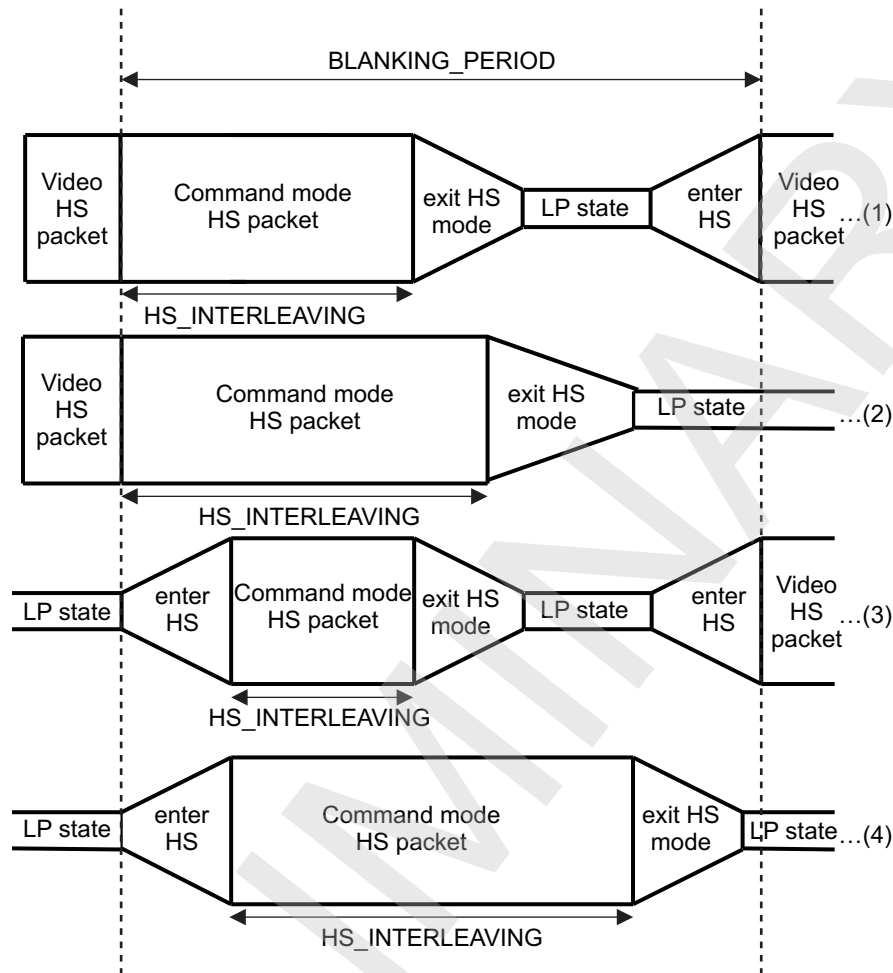 BLANKING_PERIOD
Video
HS
packet
Command mode
HS packet
exit HS
mode
LP state
enter
HS
Video
HS
packet
...(1)
HS_INTERLEAVING
Video
HS
packet
Command mode
HS packet
exit HS
mode
LP state
...(2)
HS_INTERLEAVING
LP state
enter
HS
Command mode
HS packet
exit HS
mode
LP state
enter
HS
Video
HS
packet
...(3)
HS_INTERLEAVING
LP state
enter
HS
Command mode
HS packet
exit HS
mode
LP state
...(4)
HS_INTERLEAVING